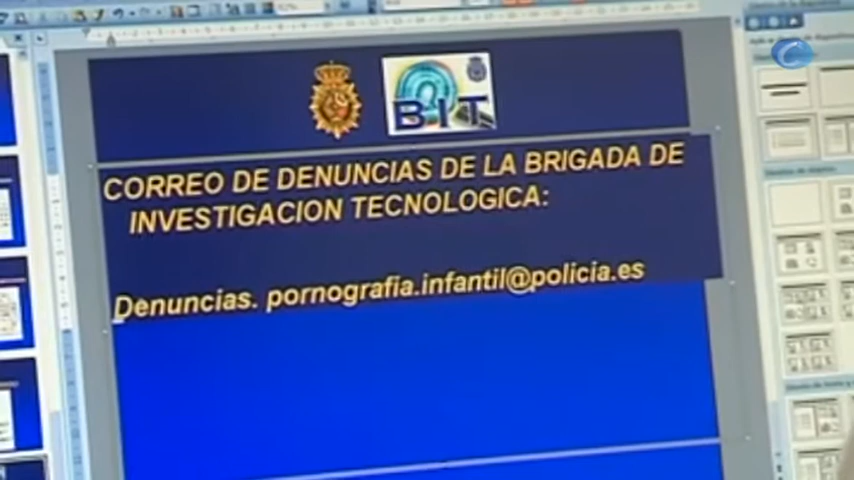 BIT
CORREO DE DENUNCIAS DE LA BRIGADA DE
INVESTIGACION TECNOLOGICA:
Denuncias. pornografia.infantil@policia.es